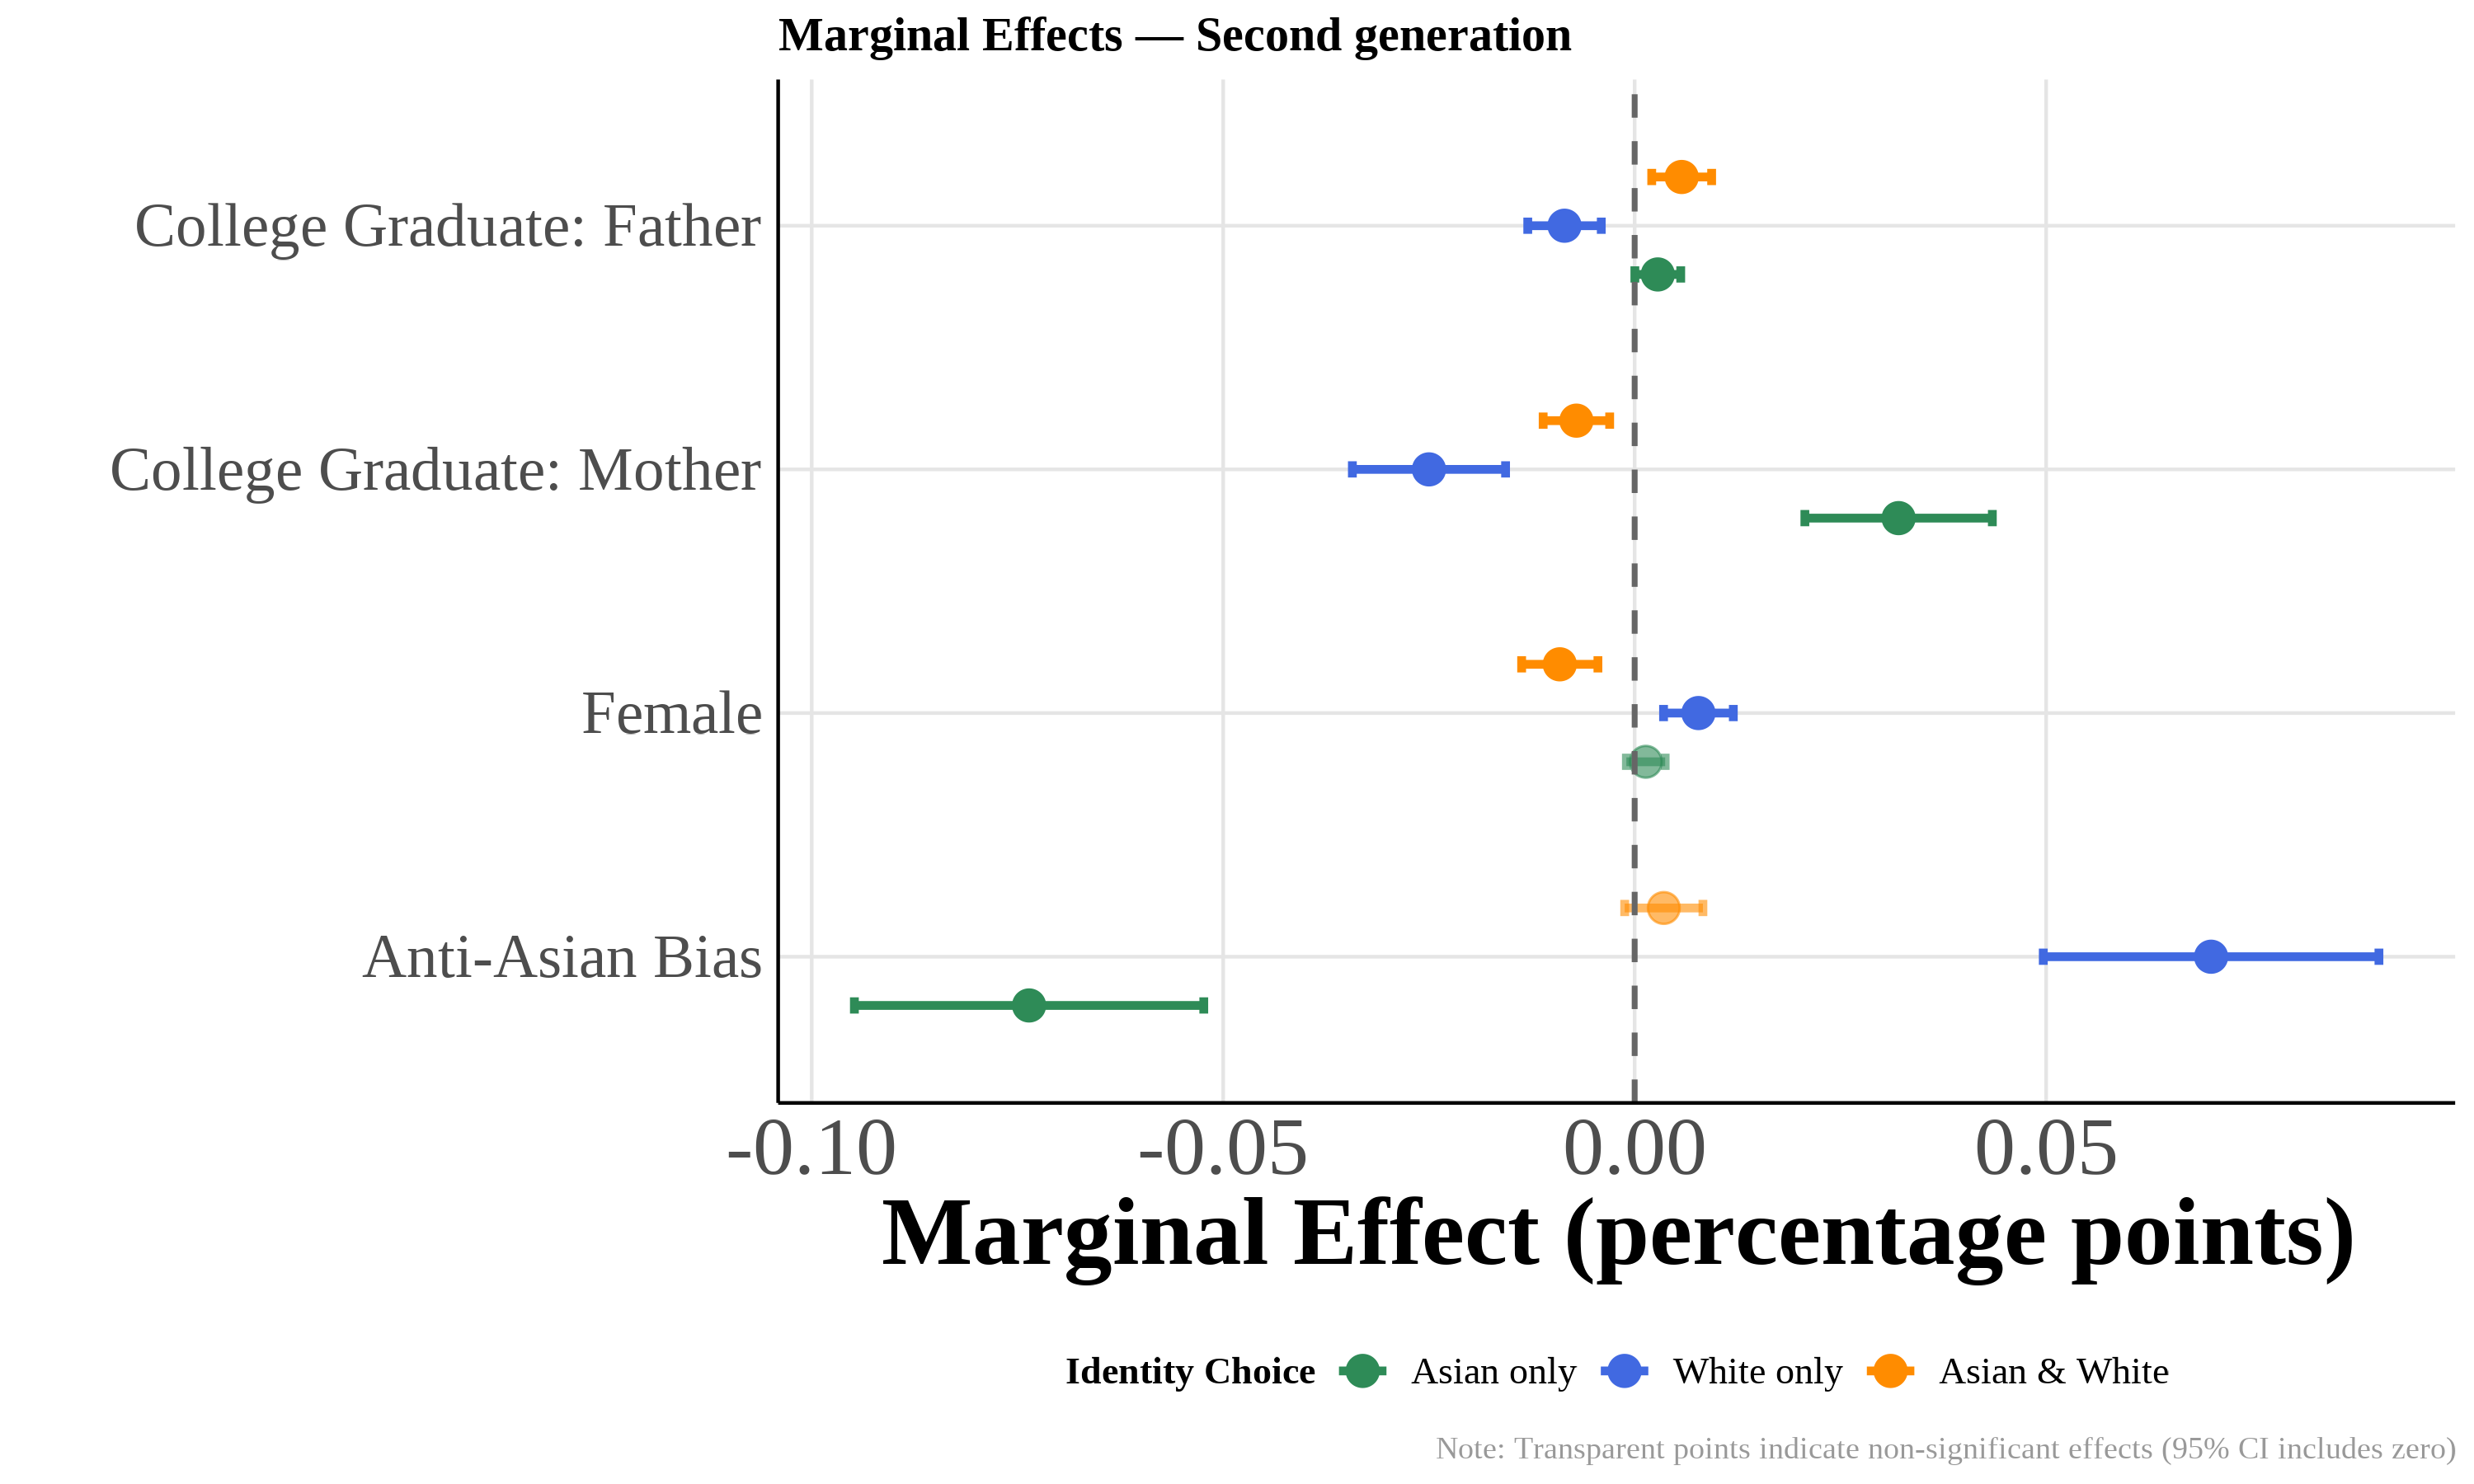 Marginal Effects — Second generation
College Graduate: Father
College Graduate: Mother
Female
Anti-Asian Bias
-0.10 -0.05 0.00 0.05
Marginal Effect (percentage points)
Identity Choice Asian only White only Asian & White
Note: Transparent points indicate non-significant effects (95% CI includes zero)